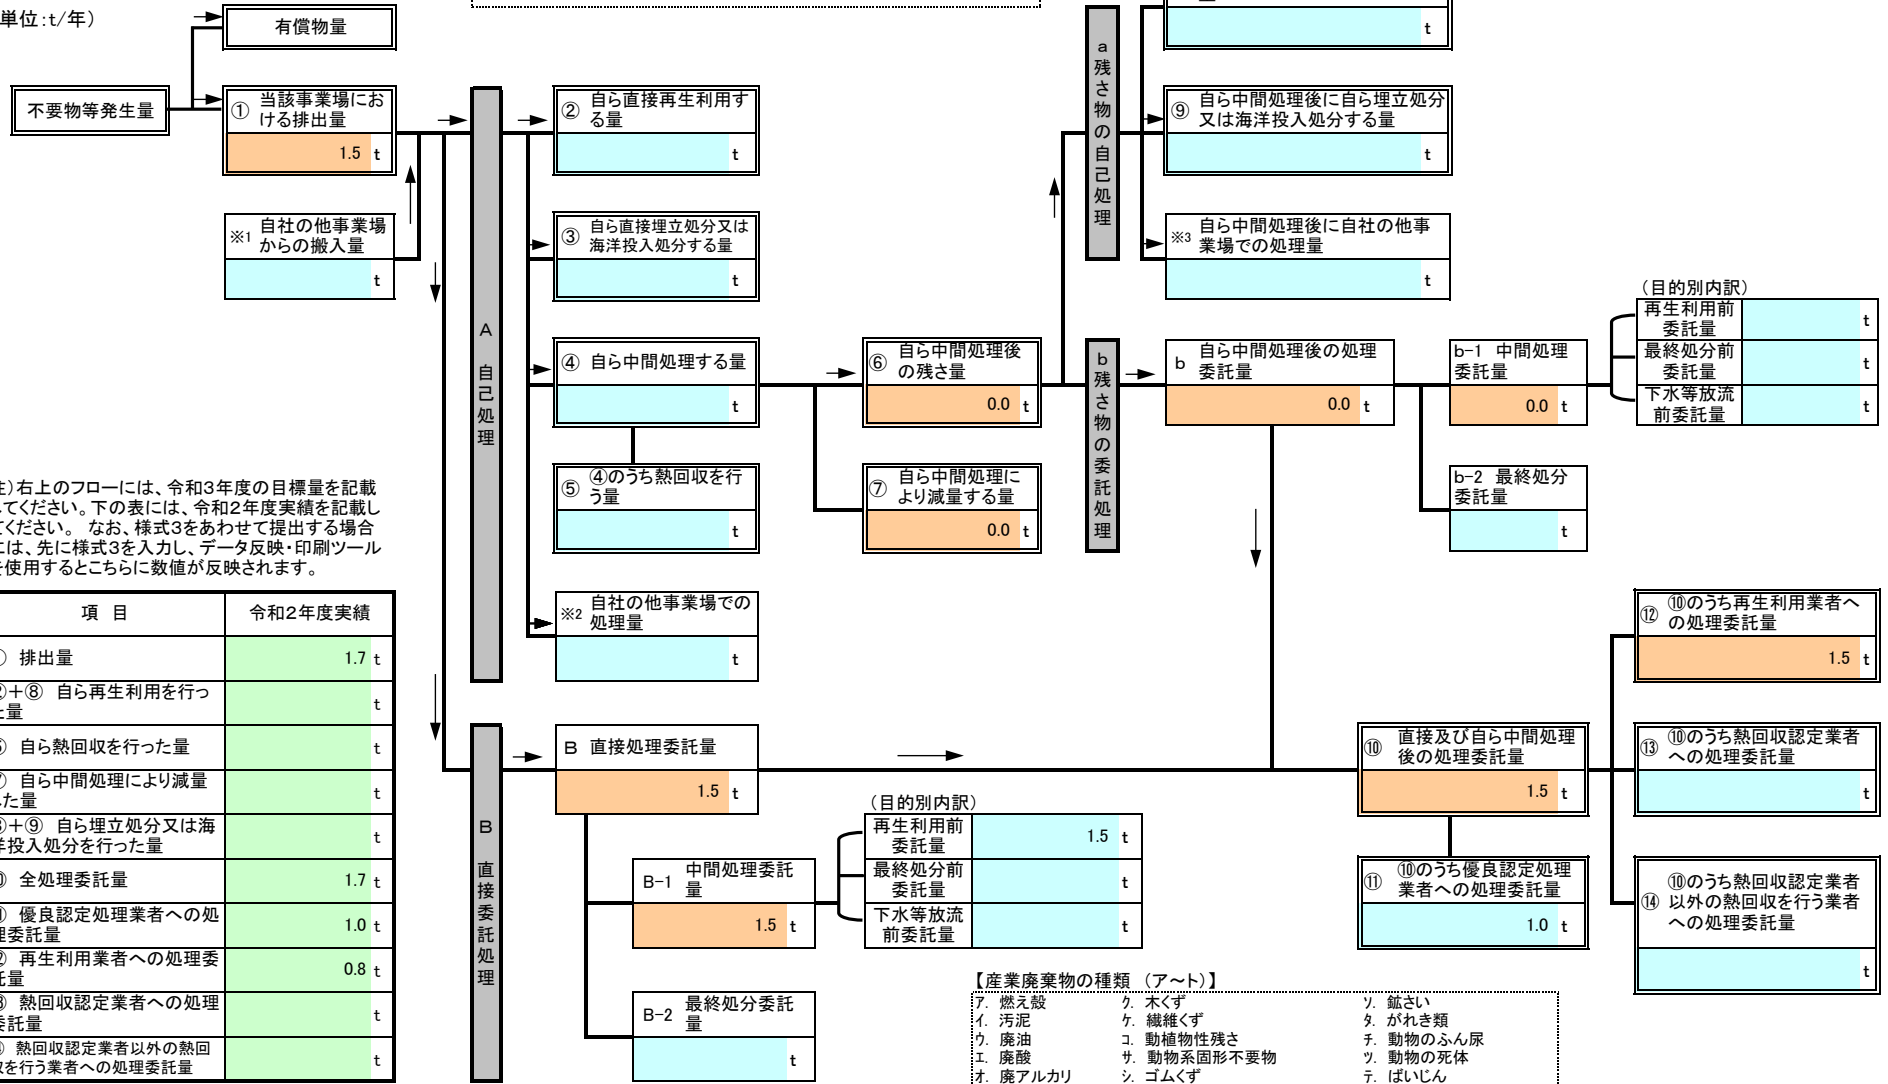 単位:t/年)
有償物量
不要物等発生量
① 当該事業場にお
ける排出量
1.5 t
※1 自社の他事業場
からの搬入量
t
A 自己処理
② 自ら直接再生利用す
る量
t
③ 自ら直接埋立処分又は
海洋投入処分する量
t
④ 自ら中間処理する量
t
⑤ ④のうち熱回収を行
う量
t
※2 自社の他事業場での
処理量
t
⑥ 自ら中間処理後
の残さ量
0.0 t
⑦ 自ら中間処理に
より減量する量
0.0 t
a 残さ物の自己処理
t
⑨ 自ら中間処理後に自ら埋立処分
又は海洋投入処分する量
t
※3 自ら中間処理後に自社の他事
業場での処理量
t
b 残さ物の委託処理
b 自ら中間処理後の処理
委託量
0.0 t
b-1 中間処理
委託量
0.0 t
b-2 最終処分
委託量
t
(目的別内訳)
再生利用前
委託量
t
最終処分前
委託量
t
下水等放流
前委託量
t
注)右上のフローには、令和3年度の目標量を記載
してください。下の表には、令和2年度実績を記載し
てください。 なお、様式3をあわせて提出する場合
には、先に様式3を入力し、データ反映・印刷ツール
を使用するとこちらに数値が反映されます。
項 目 令和2年度実績
① 排出量 1.7 t
②+⑧ 自ら再生利用を行っ
た量 t
⑤ 自ら熱回収を行った量 t
⑦ 自ら中間処理により減量
した量 t
③+⑨ 自ら埋立処分又は海
洋投入処分を行った量 t
⑩ 全処理委託量 1.7 t
⑪ 優良認定処理業者への処
理委託量 1.0 t
⑫ 再生利用業者への処理委
託量 0.8 t
⑬ 熱回収認定業者への処理
委託量 t
⑭ 熱回収認定業者以外の熱回
収を行う業者への処理委託量 t
B 直接委託処理
B 直接処理委託量
1.5 t
B-1 中間処理委託
量
1.5 t
B-2 最終処分委託
量
t
(目的別内訳)
再生利用前
委託量
1.5 t
最終処分前
委託量
t
下水等放流
前委託量
t
⑩ 直接及び自ら中間処理
後の処理委託量
1.5 t
⑪ ⑩のうち優良認定処理
業者への処理委託量
1.0 t
⑫ ⑩のうち再生利用業者へ
の処理委託量
1.5 t
⑬ ⑩のうち熱回収認定業者
への処理委託量
t
⑭ ⑩のうち熱回収認定業者
以外の熱回収を行う業者
への処理委託量
t
【産業廃棄物の種類 (ア~ト)】
ア. 燃え殻 ク. 木くず ソ. 鉱さい
イ. 汚泥 ケ. 繊維くず タ. がれき類
ウ. 廃油 コ. 動植物性残さ チ. 動物のふん尿
エ. 廃酸 サ. 動物系固形不要物 ツ. 動物の死体
オ. 廃アルカリ シ. ゴムくず テ. ばいじん